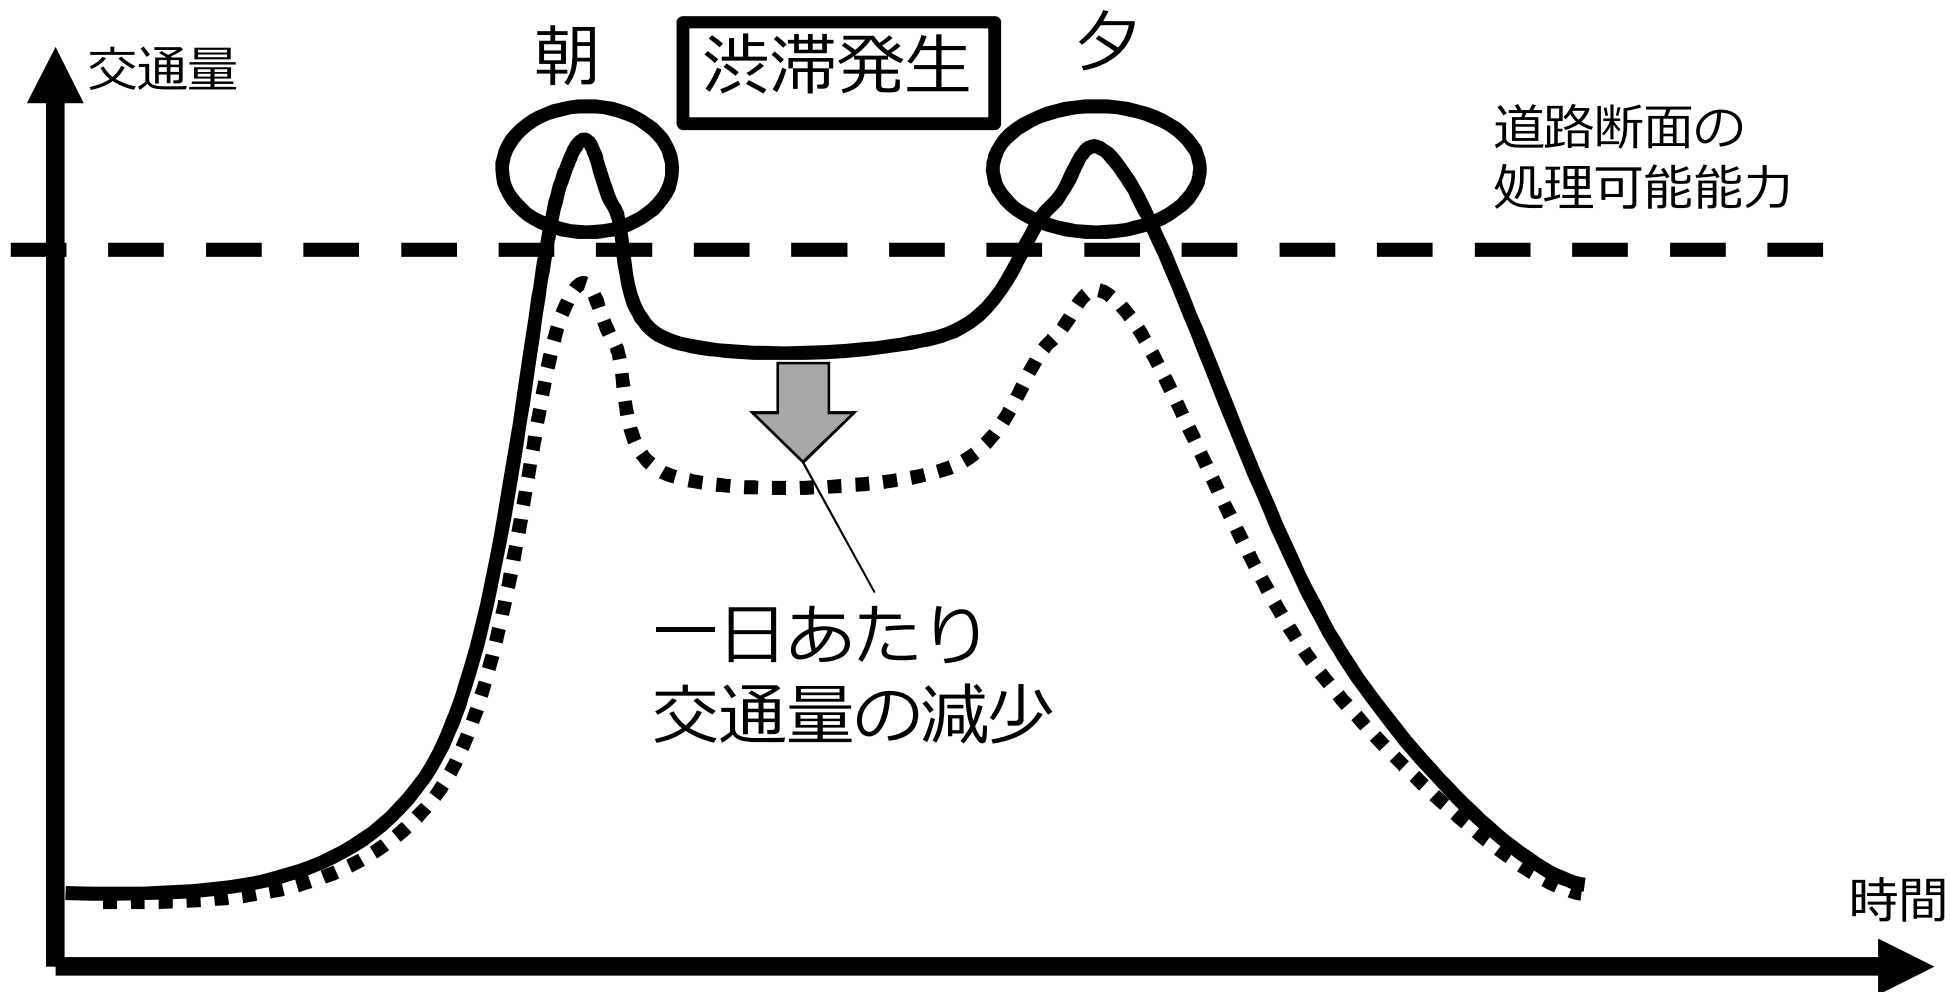 交通量
朝
渋滞発生
夕
道路断面の
処理可能能力
一日あたり
交通量の減少
時間